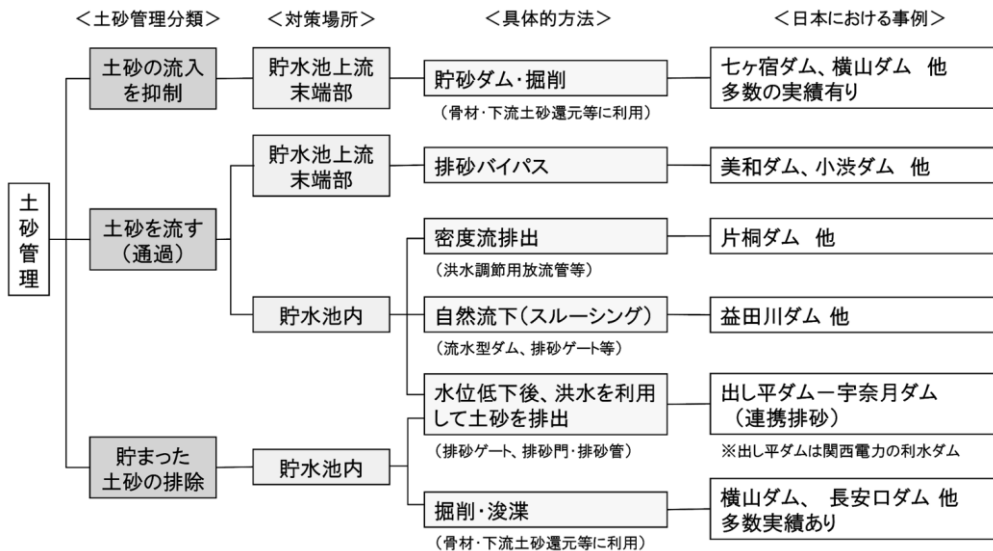 ＜土砂管理分類＞ ＜対策場所＞ ＜具体的方法＞ ＜日本における事例＞
土砂の流入
を抑制
貯水池上流
末端部
貯砂ダム・掘削
（骨材・下流土砂還元等に利用）
七ヶ宿ダム、横山ダム 他
多数の実績有り
土砂管理
土砂を流す
（通過）
貯水池上流
末端部
排砂バイパス
美和ダム、小渋ダム 他
貯水池内
密度流排出
（洪水調節用放流管等）
片桐ダム 他
自然流下（スルーシング）
（流水型ダム、排砂ゲート等）
益田川ダム 他
水位低下後、洪水を利用
して土砂を排出
（排砂ゲート、排砂門・排砂管）
出し平ダムー宇奈月ダム
（連携排砂）
※出し平ダムは関西電力の利水ダム
貯まった
土砂の排除
貯水池内
掘削・浚渫
（骨材・下流土砂還元等に利用）
横山ダム、 長安口ダム 他
多数実績あり